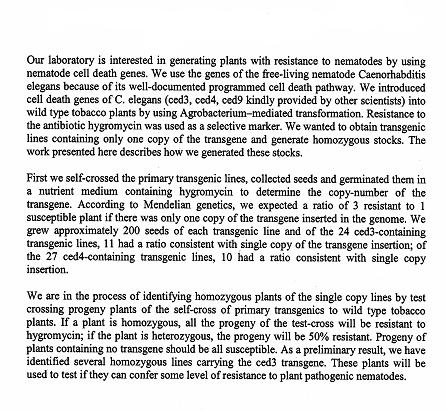 Our laboratory is interested in generating plants with resistance to nematodes by using
nematode cell death genes. We use the genes of the free-living nematode Caenorhabditis
elegans because of its well-documented programmed cell death pathway. We introduced
cell death genes of C. elegans (ced3, ced4, ced9 kindly provided by other scientists) into
wild type tobacco plants by using Agrobacterium–mediated transformation. Resistance to
the antibiotic hygromycin was used as a selective marker. We wanted to obtain transgenic
lines containing only one copy of the transgene and generate homozygous stocks. The
work presented here describes how we generated these stocks.
First we self-crossed the primary transgenic lines, collected seeds and germinated them in
a nutrient medium containing hygromycin to determine the copy-number of the
transgene. According to Mendelian genetics, we expected a ratio of 3 resistant to 1
susceptible plant if there was only one copy of the transgene inserted in the genome. We
grew approximately 200 seeds of each transgenic line and of the 24 ced3-containing
transgenic lines, 11 had a ratio consistent with single copy of the transgene insertion; of
the 27 ced4-containing transgenic lines, 10 had a ratio consistent with single copy
insertion.
We are in the process of identifying homozygous plants of the single copy lines by test
crossing progeny plants of the self-cross of primary transgenics to wild type tobacco
plants. If a plant is homozygous, all the progeny of the test-cross will be resistant to
hygromycin; if the plant is heterozygous, the progeny will be 50% resistant. Progeny of
plants containing no transgene should be all susceptible. As a preliminary result, we have
identified several homozygous lines carrying the ced3 transgene. These plants will be
used to test if they can confer some level of resistance to plant pathogenic nematodes.